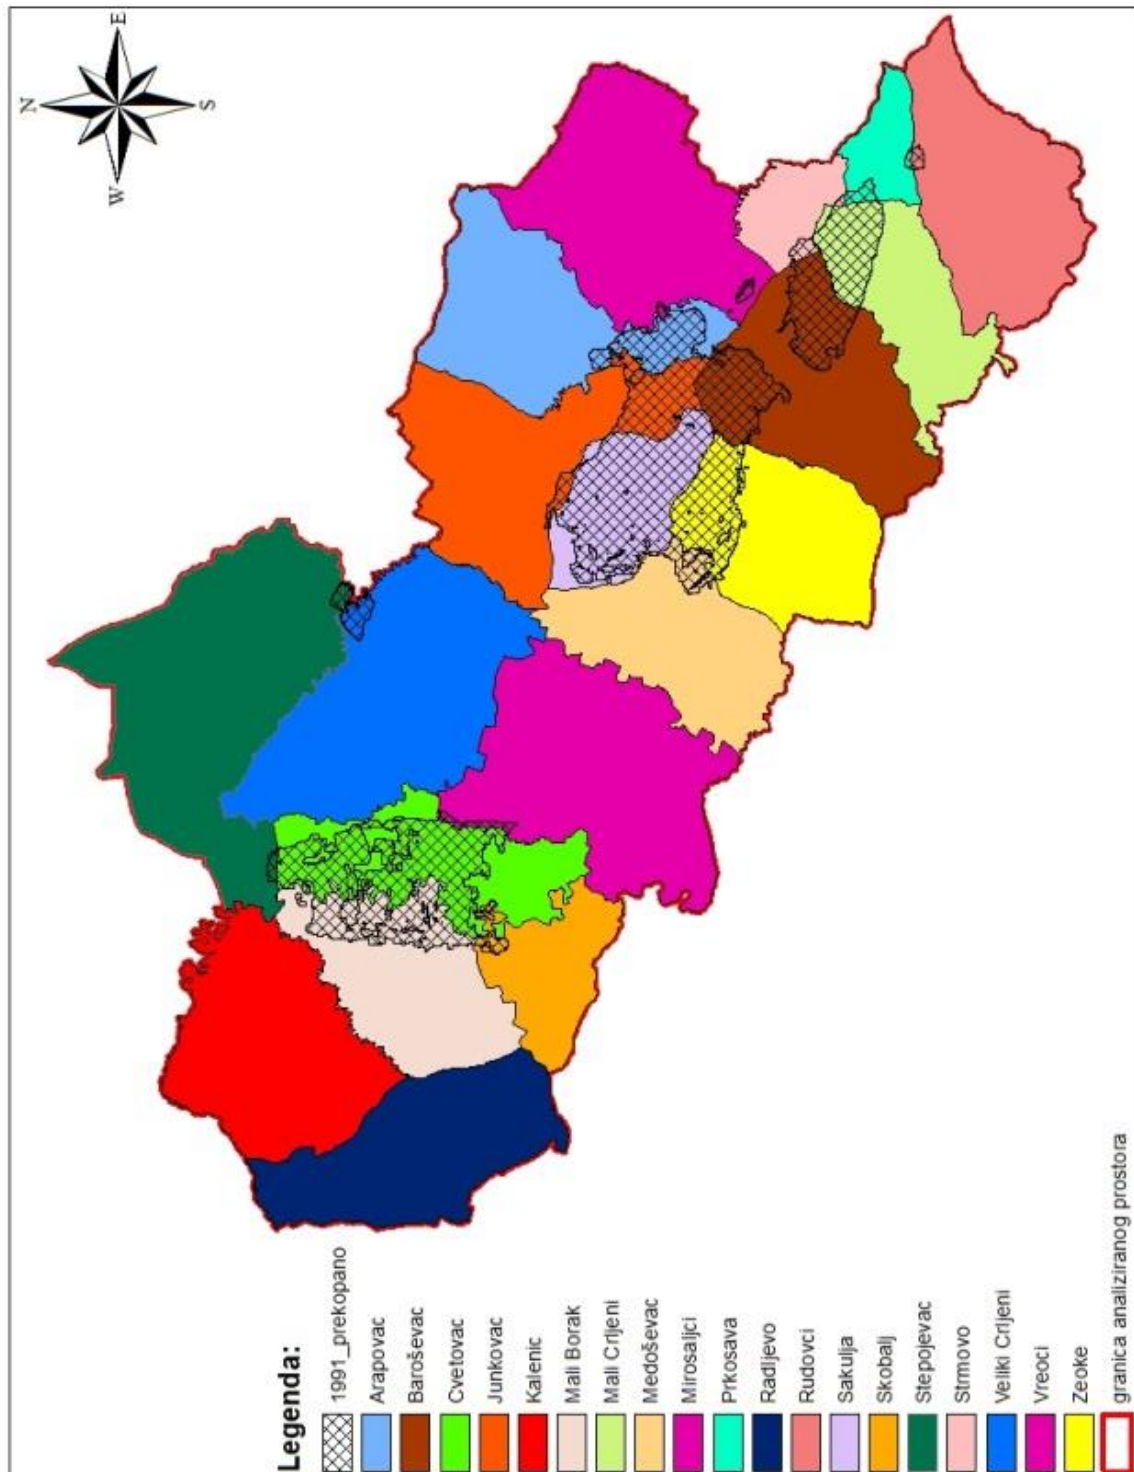 N
E
W
S
Legenda:
1991_prekopano
Arapovac
Baroševac
Cvetovac
Junkovac
Kalenic
Mali Borak
Mali Crljeni
Medoševac
Mirosaljci
Prkosava
Radljevo
Rudovci
Sakulja
Skobalj
Stepojevac
Strmovo
Veliki Crljeni
Vreoci
Zeoke
granica analiziranog prostora